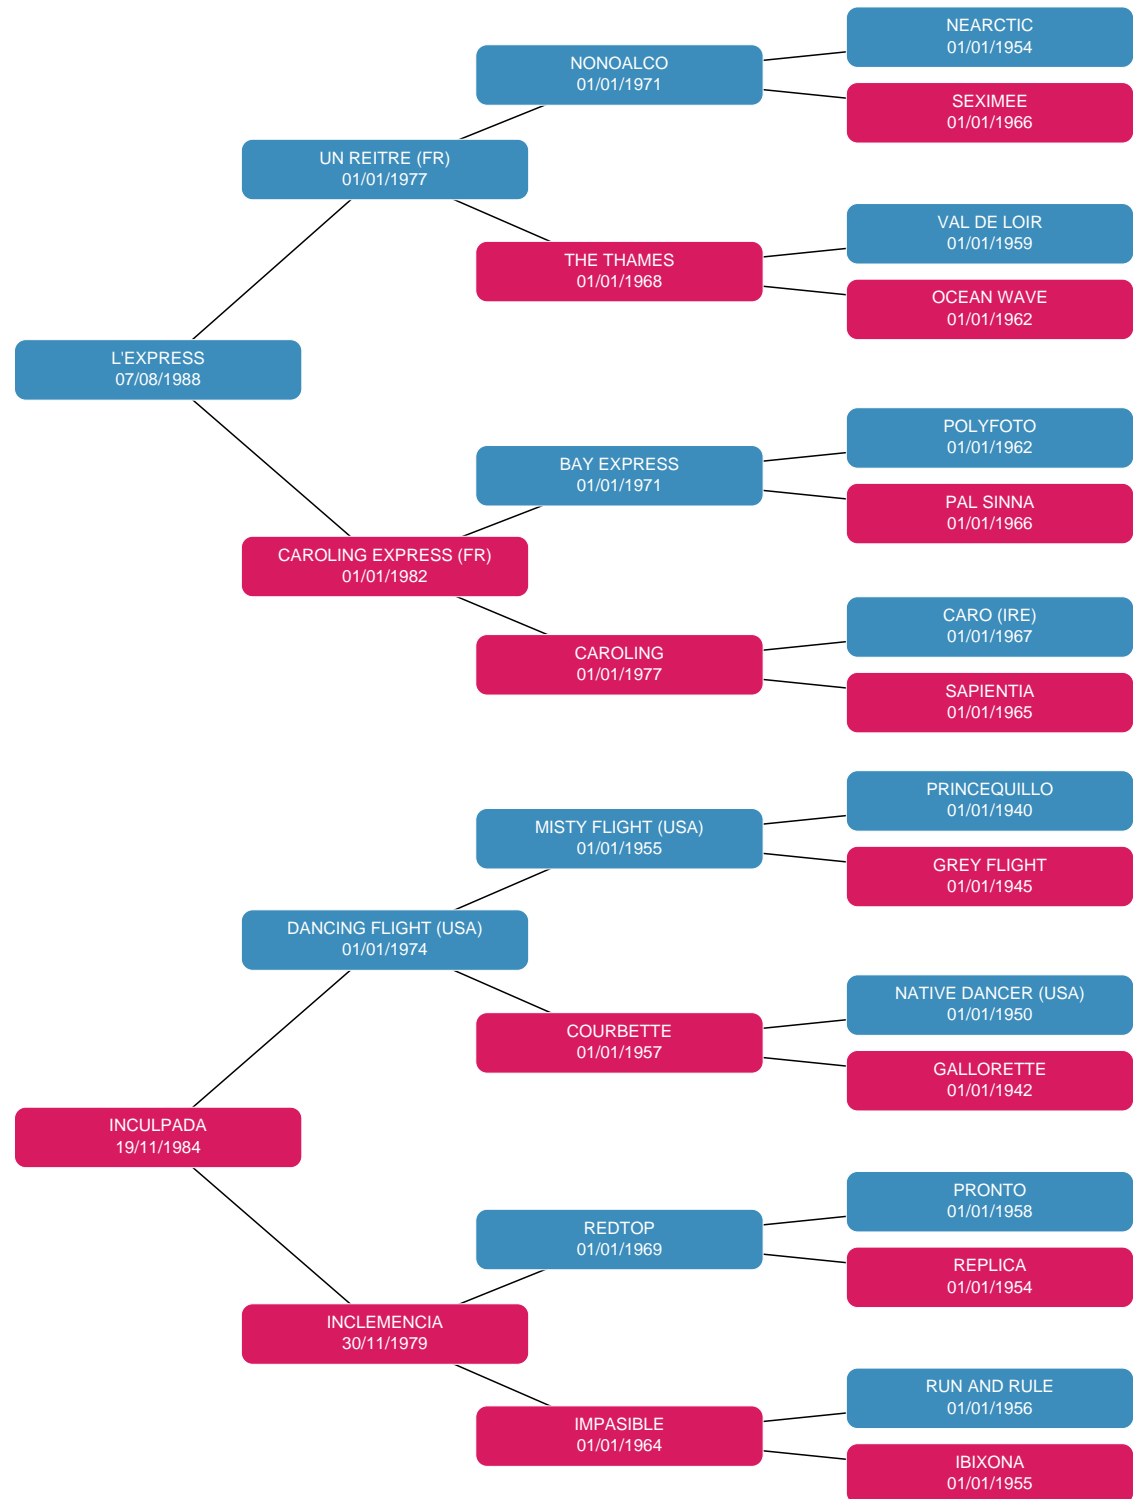 NEARCTIC
01/01/1954
NONOALCO
01/01/1971
SEXIMEE
01/01/1966
UN REITRE (FR)
01/01/1977
VAL DE LOIR
01/01/1959
THE THAMES
01/01/1968
OCEAN WAVE
01/01/1962
L'EXPRESS
07/08/1988
POLYFOTO
01/01/1962
BAY EXPRESS
01/01/1971
PAL SINNA
01/01/1966
CAROLING EXPRESS (FR)
01/01/1982
CARO (IRE)
01/01/1967
CAROLING
01/01/1977
SAPIENTIA
01/01/1965
PRINCEQUILLO
01/01/1940
MISTY FLIGHT (USA)
01/01/1955
GREY FLIGHT
01/01/1945
DANCING FLIGHT (USA)
01/01/1974
NATIVE DANCER (USA)
01/01/1950
COURBETTE
01/01/1957
GALLORETTE
01/01/1942
INCULPADA
19/11/1984
PRONTO
01/01/1958
REDTOP
01/01/1969
REPLICA
01/01/1954
INCLEMENCIA
30/11/1979
RUN AND RULE
01/01/1956
IMPASIBLE
01/01/1964
IBIXONA
01/01/1955